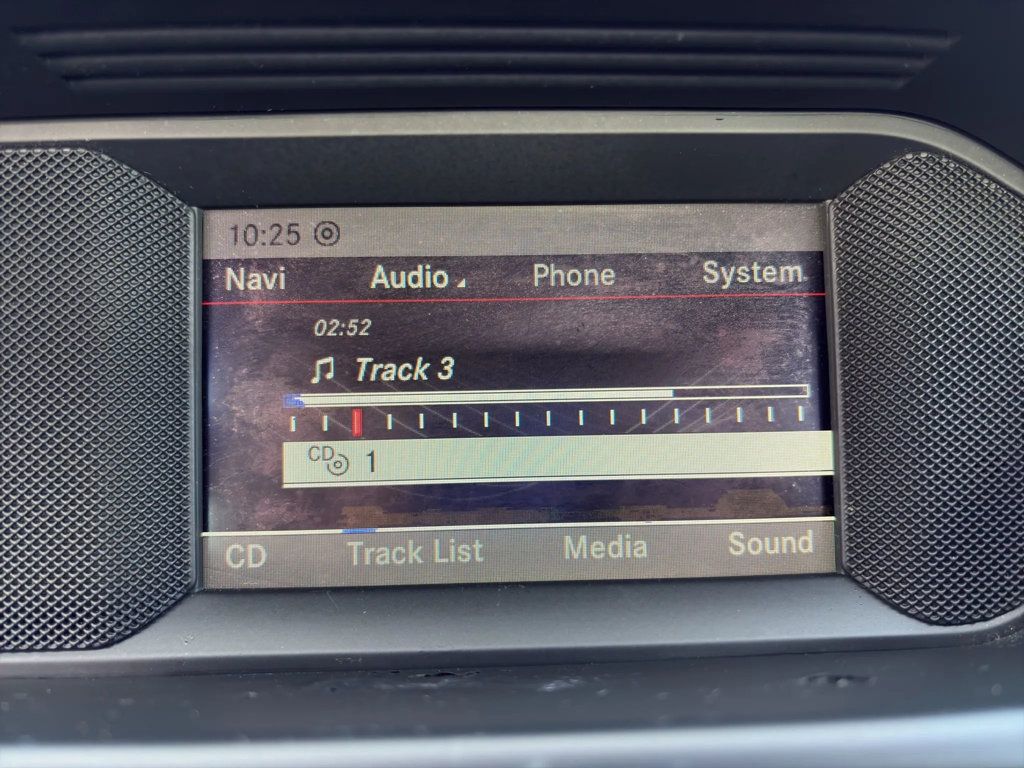 10:25
Navi Audio Phone System
02:52
Track 3
CD 1
CD Track List Media Sound